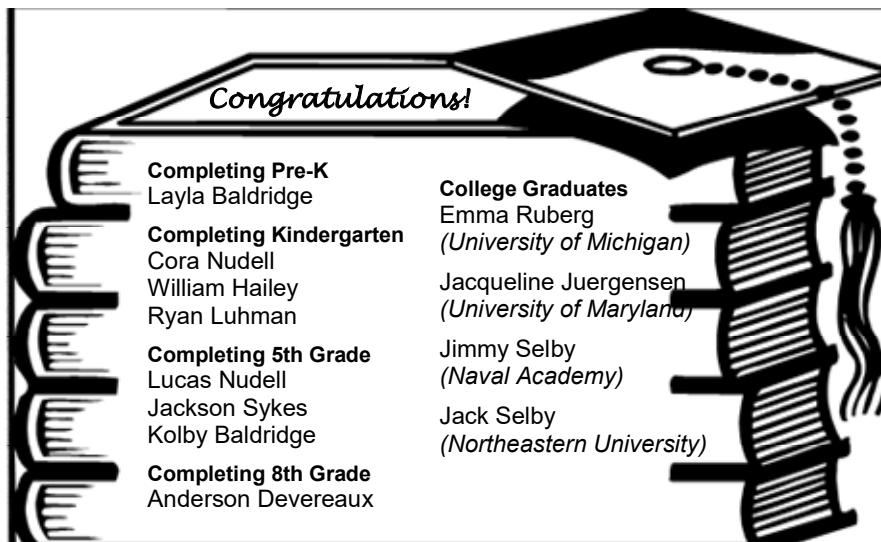 Congratulations!
Completing Pre-K
Layla Baldridge
Completing Kindergarten
Cora Nudell
William Hailey
Ryan Luhman
Completing 5th Grade
Lucas Nudell
Jackson Sykes
Kolby Baldridge
Completing 8th Grade
Anderson Devereaux
College Graduates
Emma Ruberg
(University of Michigan)
Jacqueline Juergensen
(University of Maryland)
Jimmy Selby
(Naval Academy)
Jack Selby
(Northeastern University)